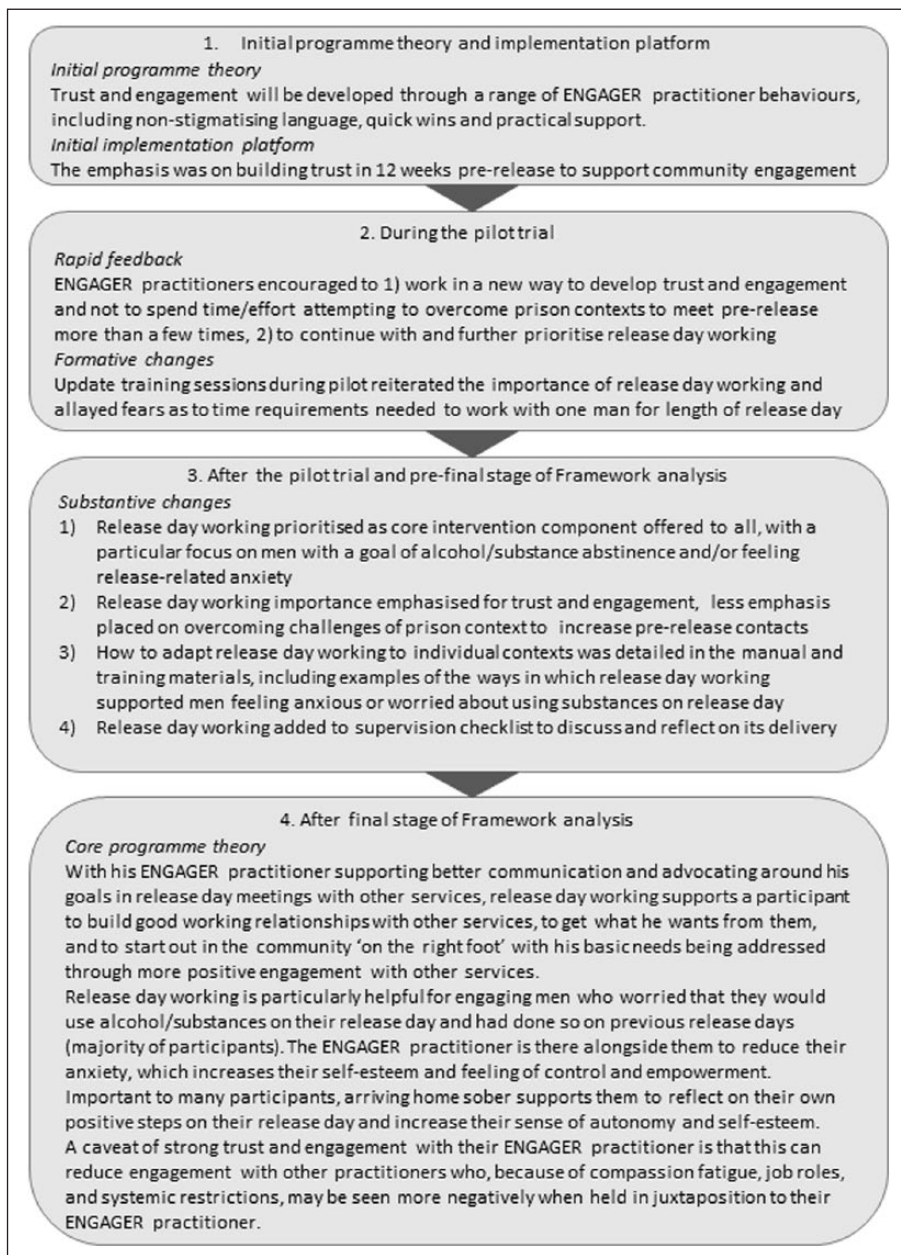 1. Initial programme theory and implementation platform
Initial programme theory
Trust and engagement will be developed through a range of ENGAGER practitioner behaviours,
including non-stigmatising language, quick wins and practical support.
Initial implementation platform
The emphasis was on building trust in 12 weeks pre-release to support community engagement
2. During the pilot trial
Rapid feedback
ENGAGER practitioners encouraged to 1) work in a new way to develop trust and engagement
and not to spend time/effort attempting to overcome prison contexts to meet pre-release
more than a few times, 2) to continue with and further prioritise release day working
Formative changes
Update training sessions during pilot reiterated the importance of release day working and
allayed fears as to time requirements needed to work with one man for length of release day
3. After the pilot trial and pre-final stage of Framework analysis
Substantive changes
1) Release day working prioritised as core intervention component offered to all, with a
particular focus on men with a goal of alcohol/substance abstinence and/or feeling
release-related anxiety
2) Release day working importance emphasised for trust and engagement, less emphasis
placed on overcoming challenges of prison context to increase pre-release contacts
3) How to adapt release day working to individual contexts was detailed in the manual and
training materials, including examples of the ways in which release day working
supported men feeling anxious or worried about using substances on release day
4) Release day working added to supervision checklist to discuss and reflect on its delivery
4. After final stage of Framework analysis
Core programme theory
With his ENGAGER practitioner supporting better communication and advocating around his
goals in release day meetings with other services, release day working supports a participant
to build good working relationships with other services, to get what he wants from them,
and to start out in the community ‘on the right foot’ with his basic needs being addressed
through more positive engagement with other services.
Release day working is particularly helpful for engaging men who worried that they would
use alcohol/substances on their release day and had done so on previous release days
(majority of participants). The ENGAGER practitioner is there alongside them to reduce their
anxiety, which increases their self-esteem and feeling of control and empowerment.
Important to many participants, arriving home sober supports them to reflect on their own
positive steps on their release day and increase their sense of autonomy and self-esteem.
A caveat of strong trust and engagement with their ENGAGER practitioner is that this can
reduce engagement with other practitioners who, because of compassion fatigue, job roles,
and systemic restrictions, may be seen more negatively when held in juxtaposition to their
ENGAGER practitioner.